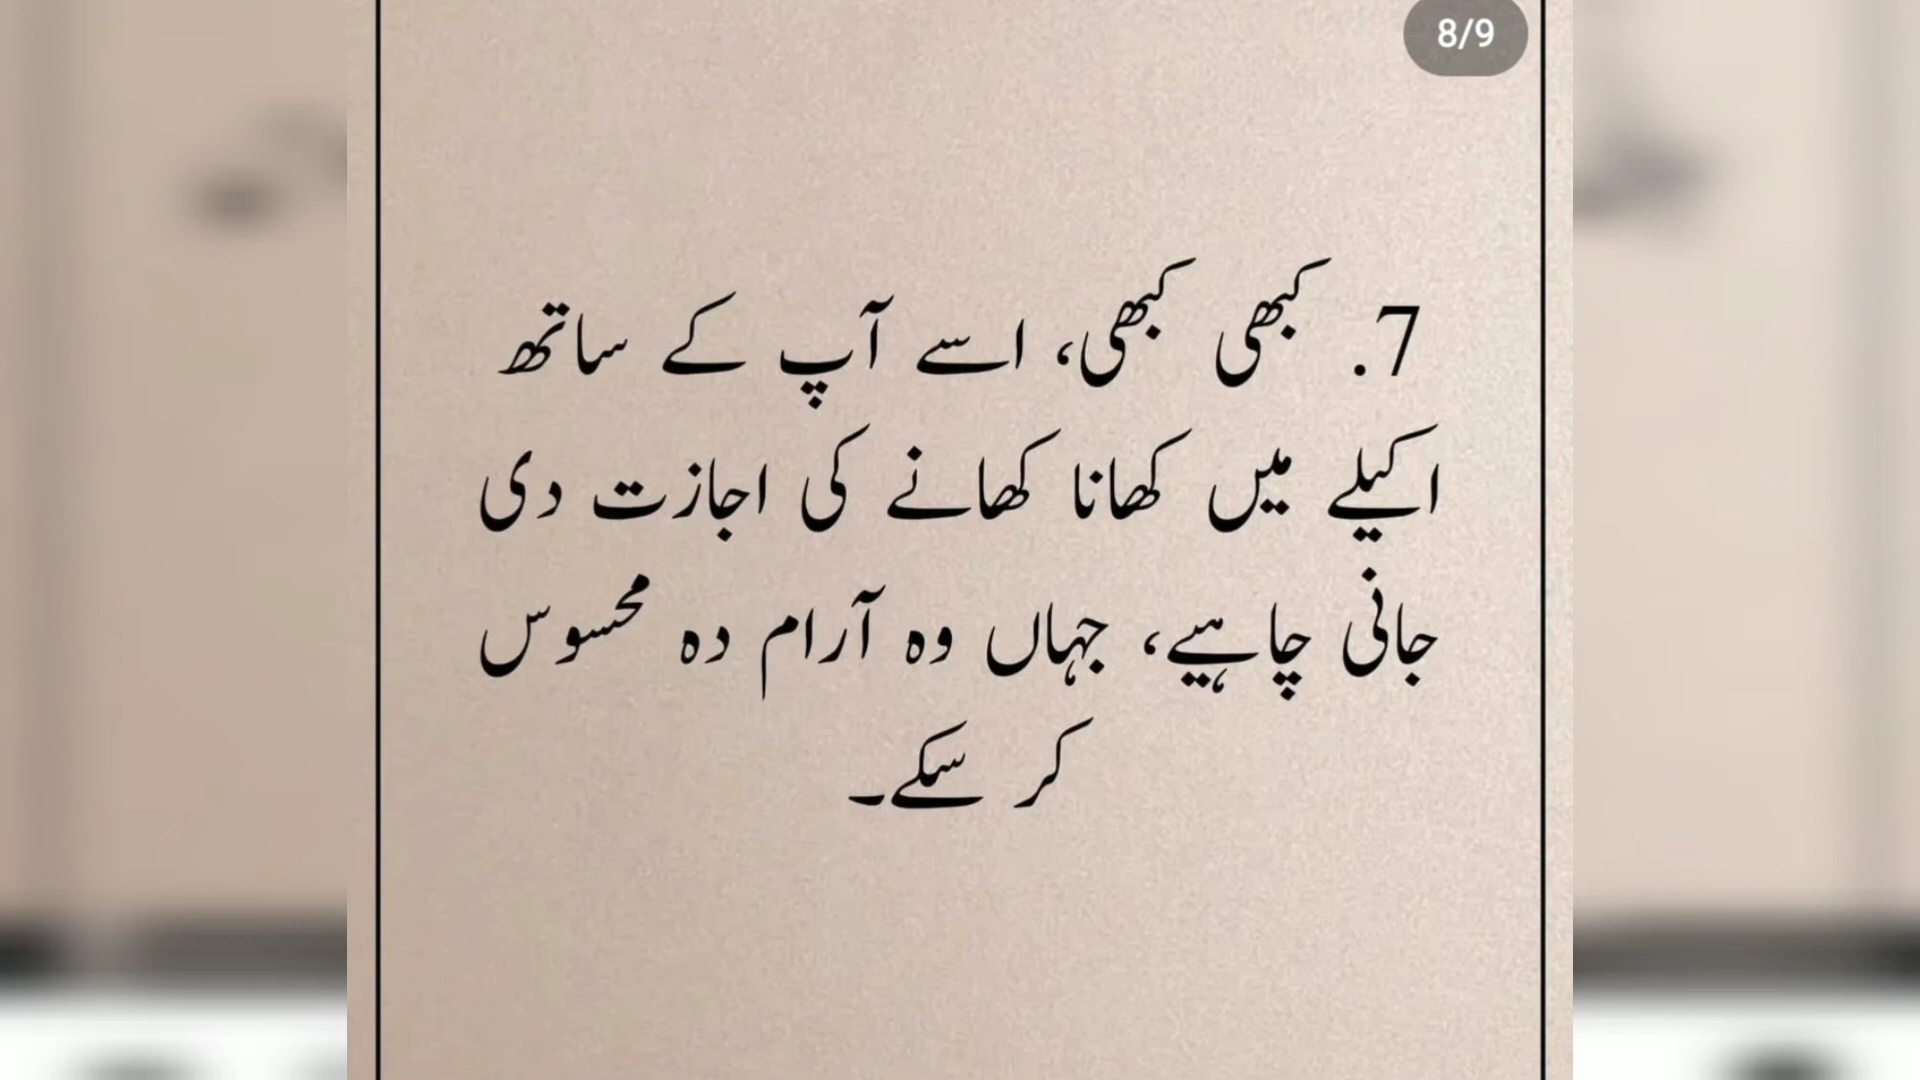 8/9
7. کبھی کبھی، اسے آپ کے ساتھ
اکیلے میں کھانا کھانے کی اجازت دی
جانی چاہیے، جہاں وہ آرام دہ محسوس
کر سکے۔